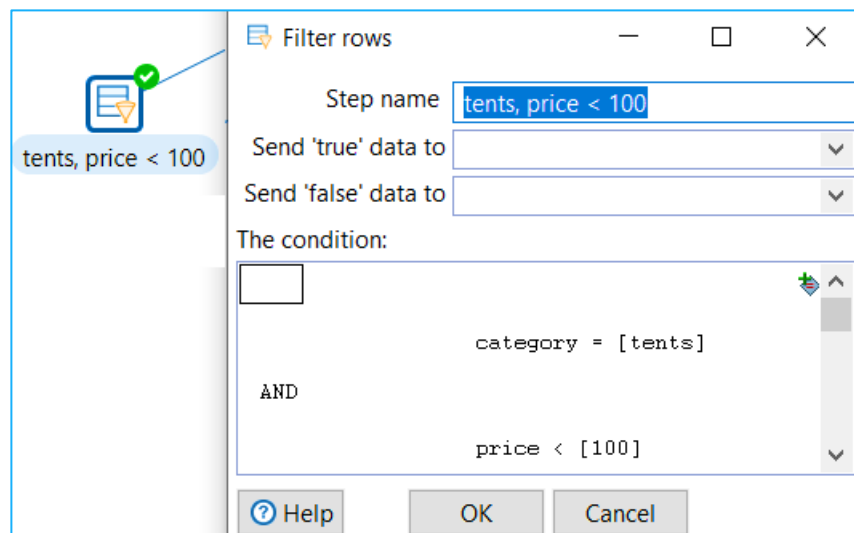 Filter rows
tents, price < 100
Step name tents, price < 100
Send 'true' data to
Send 'false' data to
The condition:
category = [tents]
AND
price < [100]
Help OK Cancel